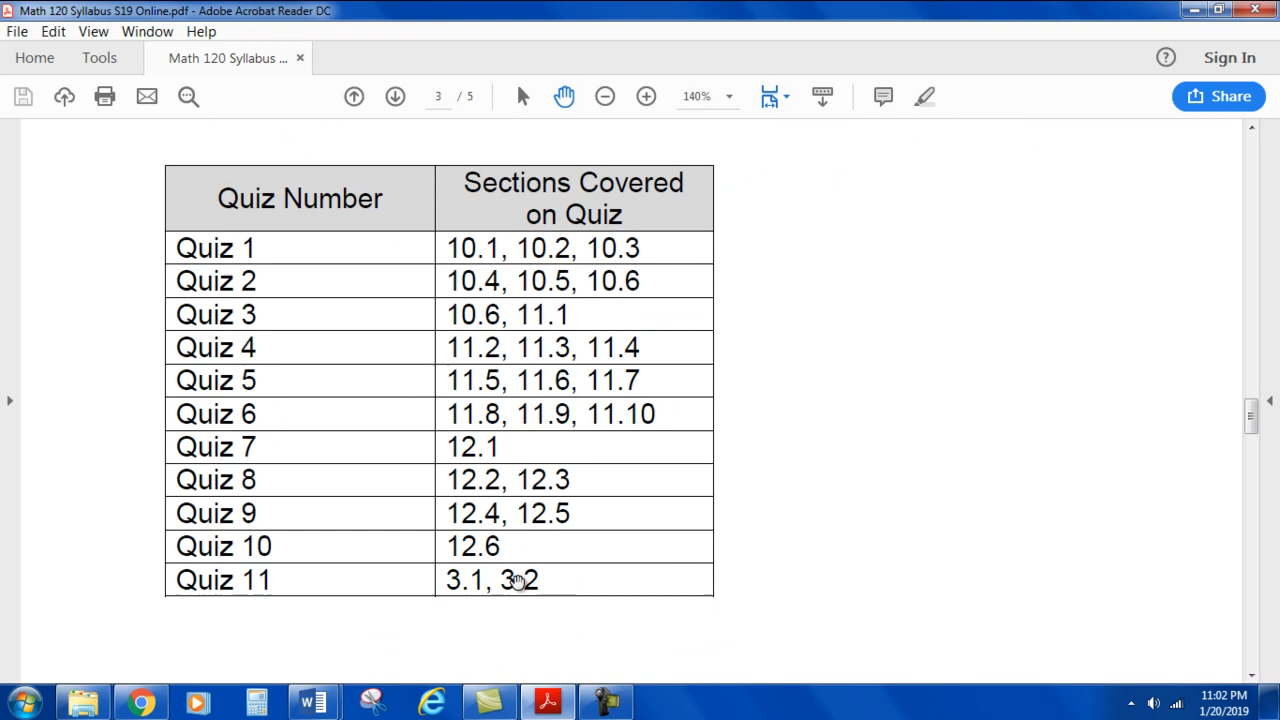 Math 120 Syllabus S19 Online.pdf - Adobe Acrobat Reader DC
File Edit View Window Help
Home Tools Math 120 Syllabus ... × ? Sign In
3 / 5 140% Share
Quiz Number
Sections Covered
on Quiz
Quiz 1 10.1, 10.2, 10.3
Quiz 2 10.4, 10.5, 10.6
Quiz 3 10.6, 11.1
Quiz 4 11.2, 11.3, 11.4
Quiz 5 11.5, 11.6, 11.7
Quiz 6 11.8, 11.9, 11.10
Quiz 7 12.1
Quiz 8 12.2, 12.3
Quiz 9 12.4, 12.5
Quiz 10 12.6
Quiz 11 3.1, 3.2
11:02 PM
1/20/2019